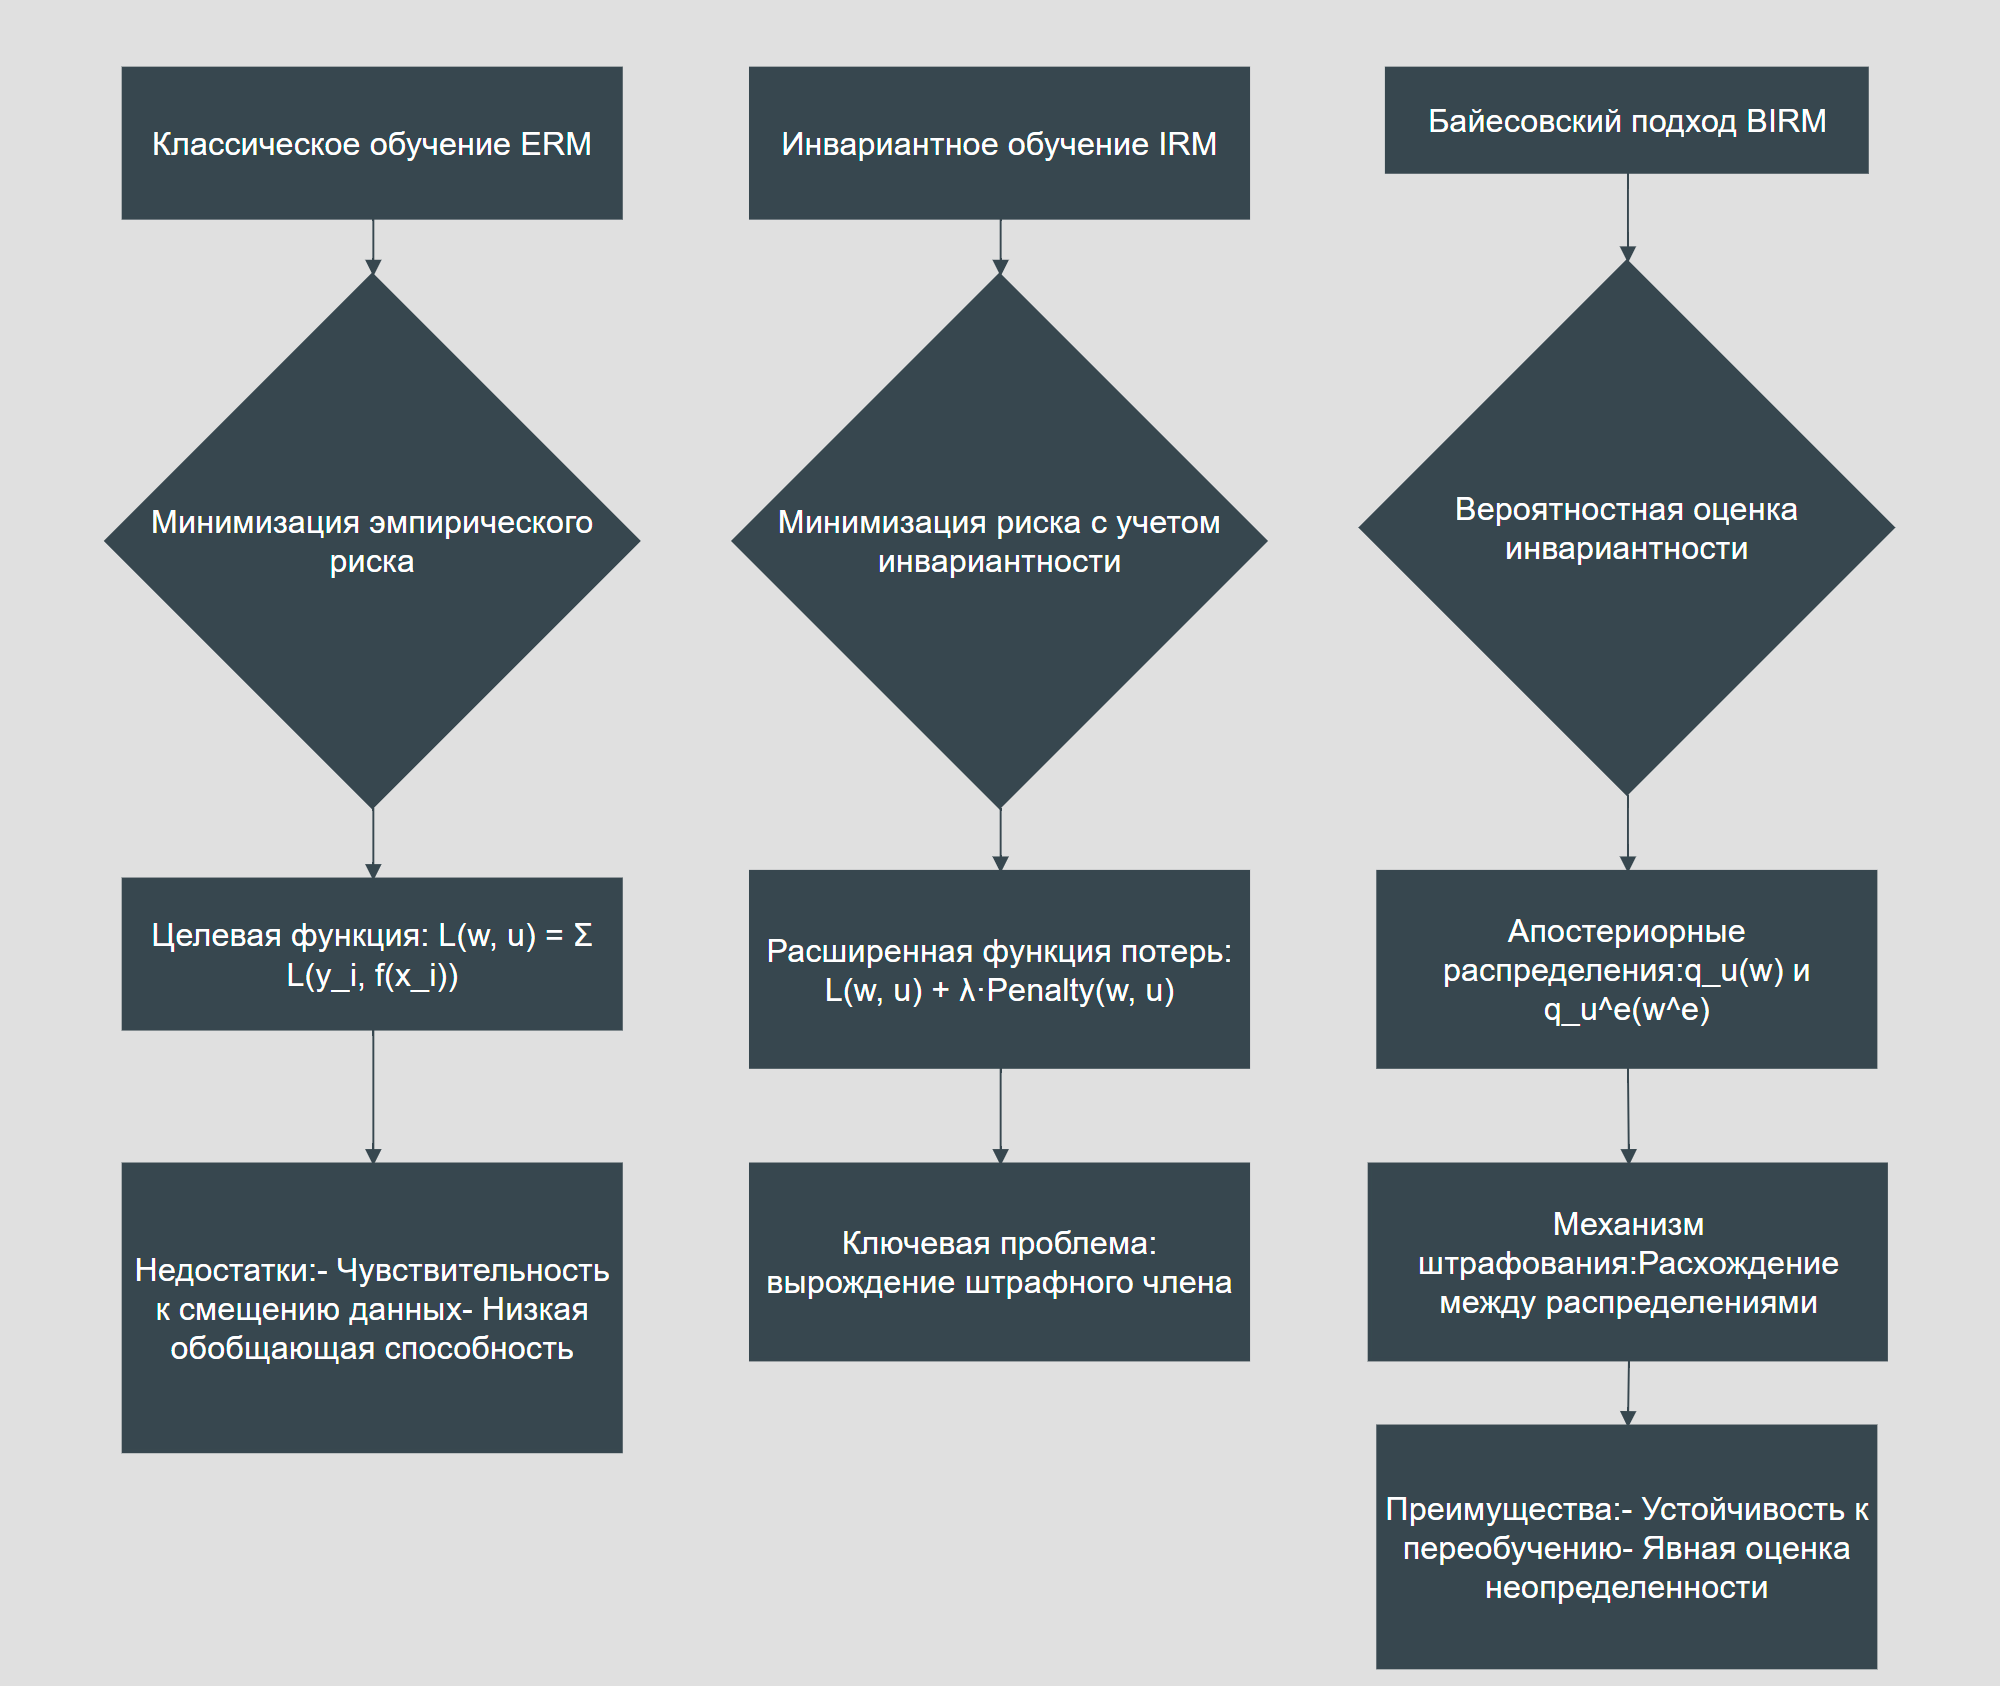 Классическое обучение ERM
Минимизация эмпирического
риска
Целевая функция: L(w, u) = Σ
L(y_i, f(x_i))
Недостатки:- Чувствительность
к смещению данных- Низкая
обобщающая способность
Инвариантное обучение IRM
Минимизация риска с учетом
инвариантности
Расширенная функция потерь:
L(w, u) + λ·Penalty(w, u)
Ключевая проблема:
вырождение штрафного члена
Байесовский подход BIRM
Вероятностная оценка
инвариантности
Апостериорные
распределения:q_u(w) и
q_u^e(w^e)
Механизм
штрафования:Расхождение
между распределениями
Преимущества:- Устойчивость к
переобучению- Явная оценка
неопределенности